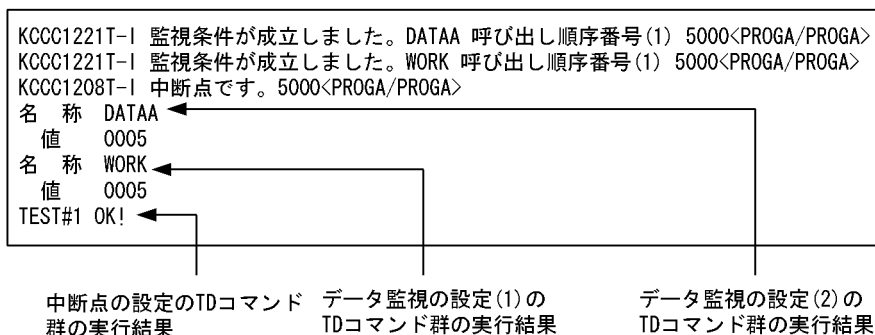 KCCC1221T-I 監視条件が成立しました。DATAA 呼び出し順序番号(1) 5000<PROGA/PROGA>
KCCC1221T-I 監視条件が成立しました。WORK 呼び出し順序番号(1) 5000<PROGA/PROGA>
KCCC1208T-I 中断点です。5000<PROGA/PROGA>
名　称　DATAA
値　0005
名　称　WORK
値　0005
TEST#1 OK!
中断点の設定のTDコマンド
群の実行結果
データ監視の設定(1)の
TDコマンド群の実行結果
データ監視の設定(2)の
TDコマンド群の実行結果